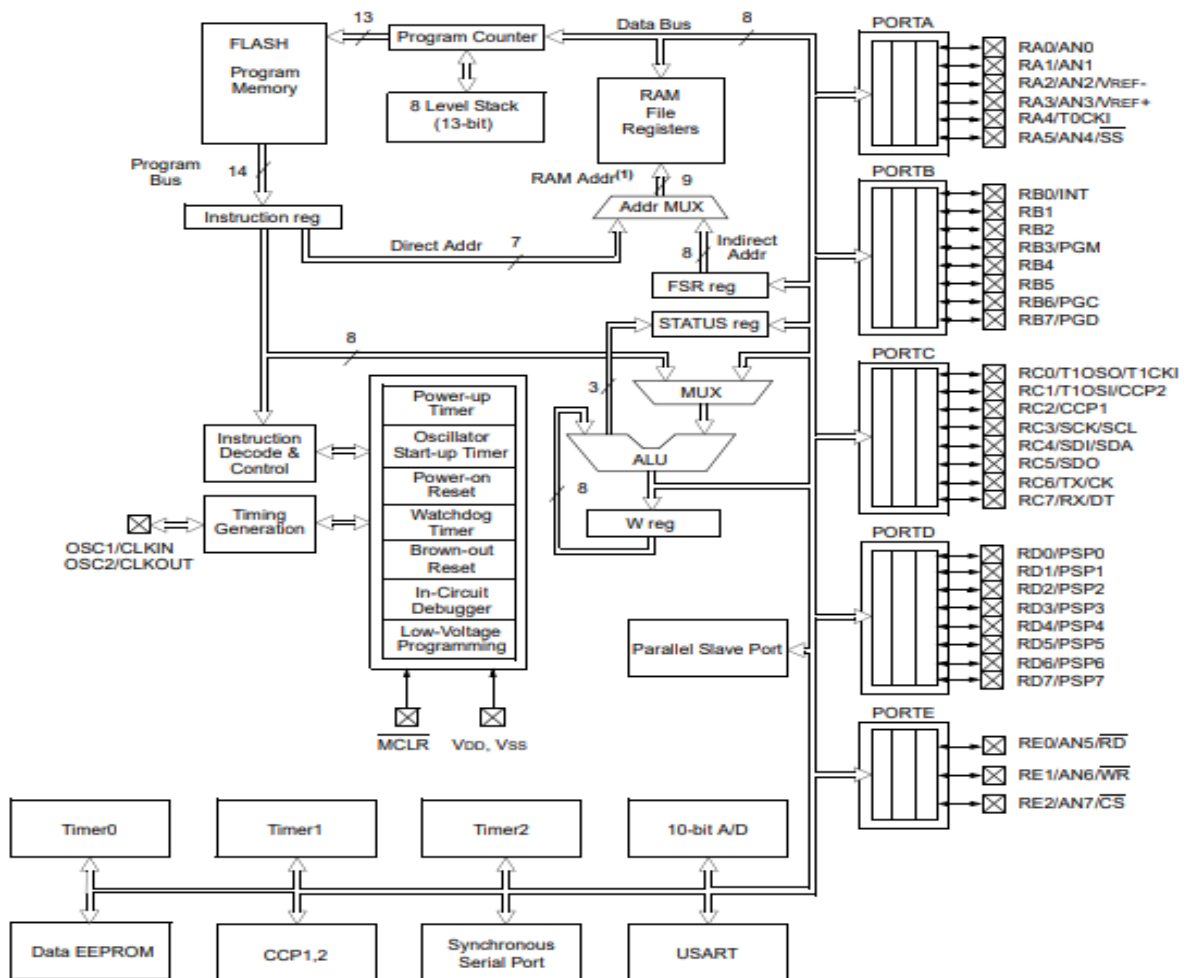 FLASH
Program
Memory
13
Program Counter
8 Level Stack
(13-bit)
Data Bus
8
RAM
File
Registers
Program
Bus
14
RAM Addr(1)
9
Addr MUX
Instruction reg
Direct Addr
7
8
Indirect
Addr
FSR reg
STATUS reg
8
3
MUX
ALU
8
W reg
Power-up
Timer
Oscillator
Start-up Timer
Power-on
Reset
Watchdog
Timer
Brown-out
Reset
In-Circuit
Debugger
Low-Voltage
Programming
Instruction
Decode &
Control
Timing
Generation
OSC1/CLKIN
OSC2/CLKOUT
MCLR
VDD, VSS
Parallel Slave Port
PORTA
RA0/AN0
RA1/AN1
RA2/AN2/VREF-
RA3/AN3/VREF+
RA4/T0CKI
RA5/AN4/SS
PORTB
RB0/INT
RB1
RB2
RB3/PGM
RB4
RB5
RB6/PGC
RB7/PGD
PORTC
RC0/T1OSO/T1CKI
RC1/T1OSI/CCP2
RC2/CCP1
RC3/SCK/SCL
RC4/SDI/SDA
RC5/SDO
RC6/TX/CK
RC7/RX/DT
PORTD
RD0/PSP0
RD1/PSP1
RD2/PSP2
RD3/PSP3
RD4/PSP4
RD5/PSP5
RD6/PSP6
RD7/PSP7
PORTE
RE0/AN5/RD
RE1/AN6/WR
RE2/AN7/CS
Timer0
Timer1
Timer2
10-bit A/D
Data EEPROM
CCP1,2
Synchronous
Serial Port
USART